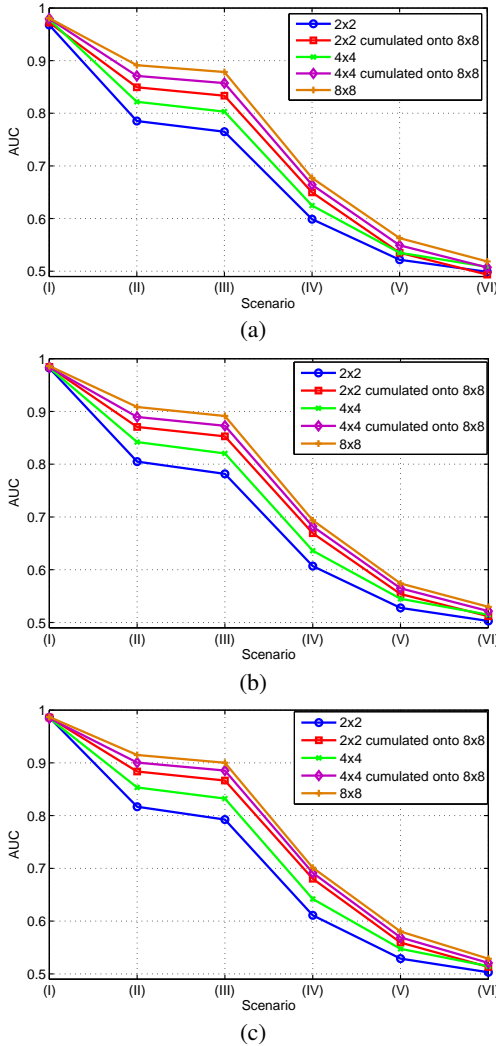 1
0.9
0.8
0.7
0.6
0.5
AUC
2x2
2x2 cumulated onto 8x8
4x4
4x4 cumulated onto 8x8
8x8
(I) (II) (III) (IV) (V) (VI)
Scenario
(a)
1
0.9
0.8
0.7
0.6
0.5
AUC
2x2
2x2 cumulated onto 8x8
4x4
4x4 cumulated onto 8x8
8x8
(I) (II) (III) (IV) (V) (VI)
Scenario
(b)
1
0.9
0.8
0.7
0.6
0.5
AUC
2x2
2x2 cumulated onto 8x8
4x4
4x4 cumulated onto 8x8
8x8
(I) (II) (III) (IV) (V) (VI)
Scenario
(c)